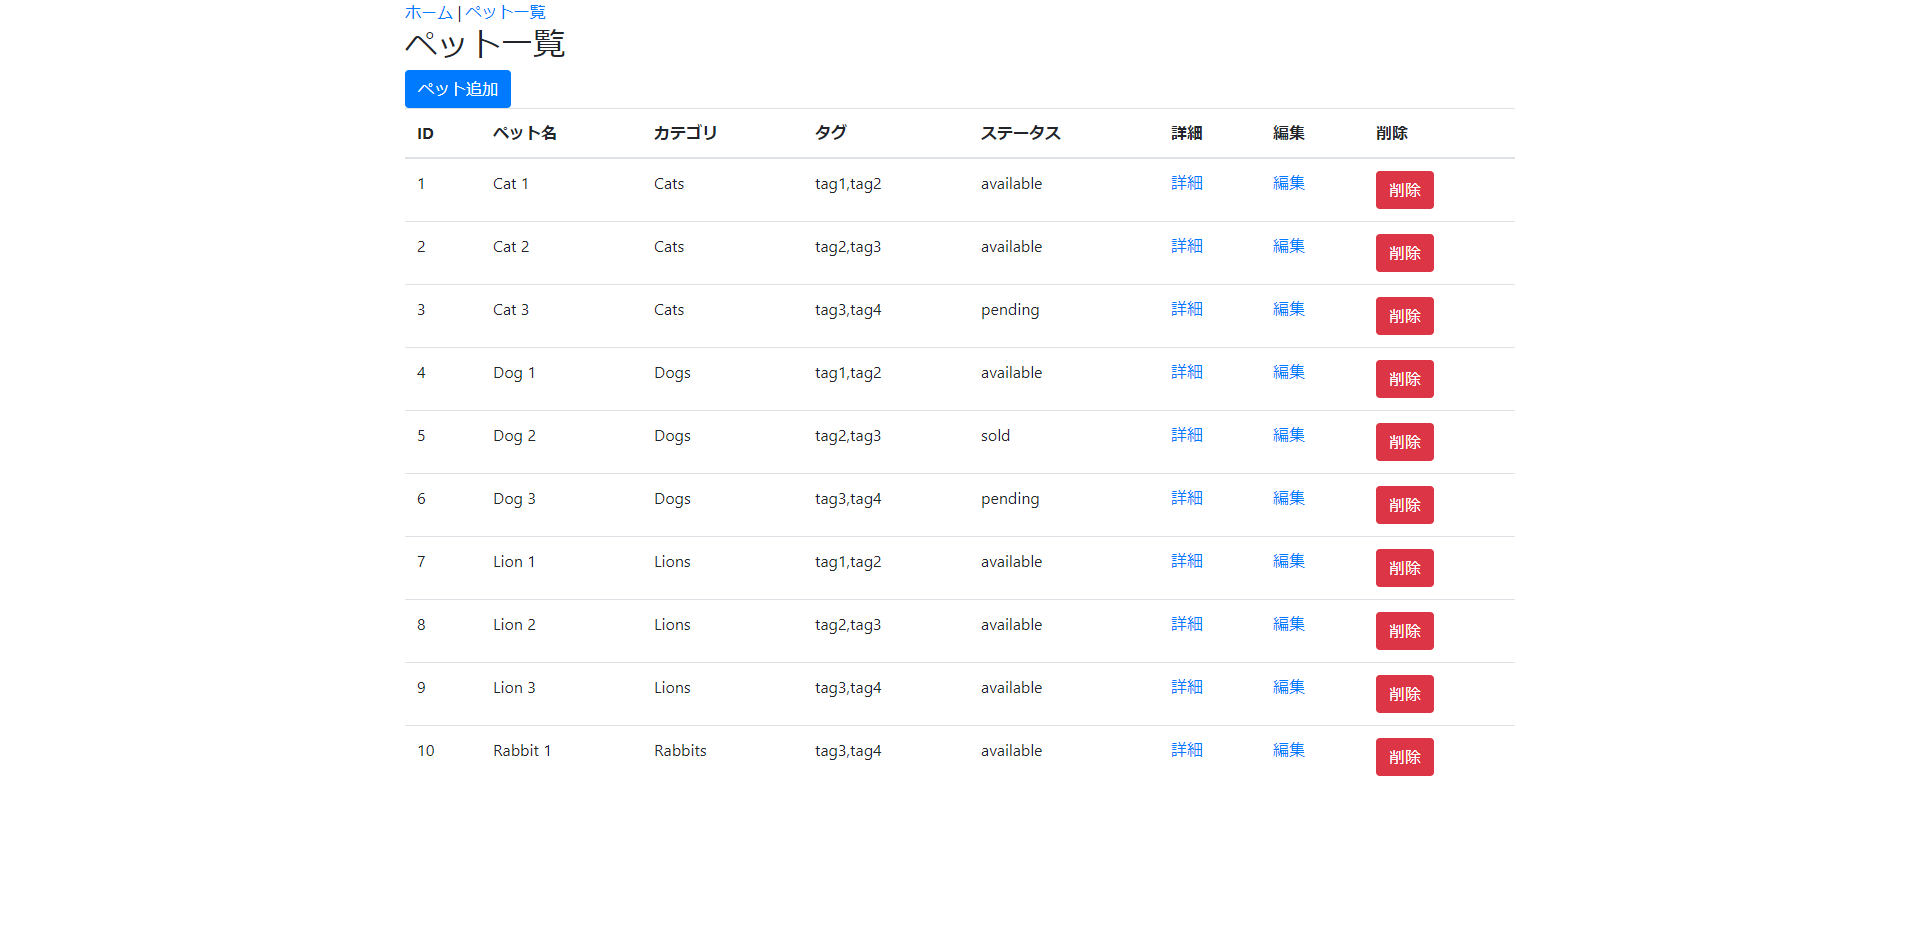 ホーム | ペット一覧
ペット一覧
ペット追加
ID ペット名 カテゴリ タグ ステータス 詳細 編集 削除
1 Cat 1 Cats tag1,tag2 available 詳細 編集 削除
2 Cat 2 Cats tag2,tag3 available 詳細 編集 削除
3 Cat 3 Cats tag3,tag4 pending 詳細 編集 削除
4 Dog 1 Dogs tag1,tag2 available 詳細 編集 削除
5 Dog 2 Dogs tag2,tag3 sold 詳細 編集 削除
6 Dog 3 Dogs tag3,tag4 pending 詳細 編集 削除
7 Lion 1 Lions tag1,tag2 available 詳細 編集 削除
8 Lion 2 Lions tag2,tag3 available 詳細 編集 削除
9 Lion 3 Lions tag3,tag4 available 詳細 編集 削除
10 Rabbit 1 Rabbits tag3,tag4 available 詳細 編集 削除